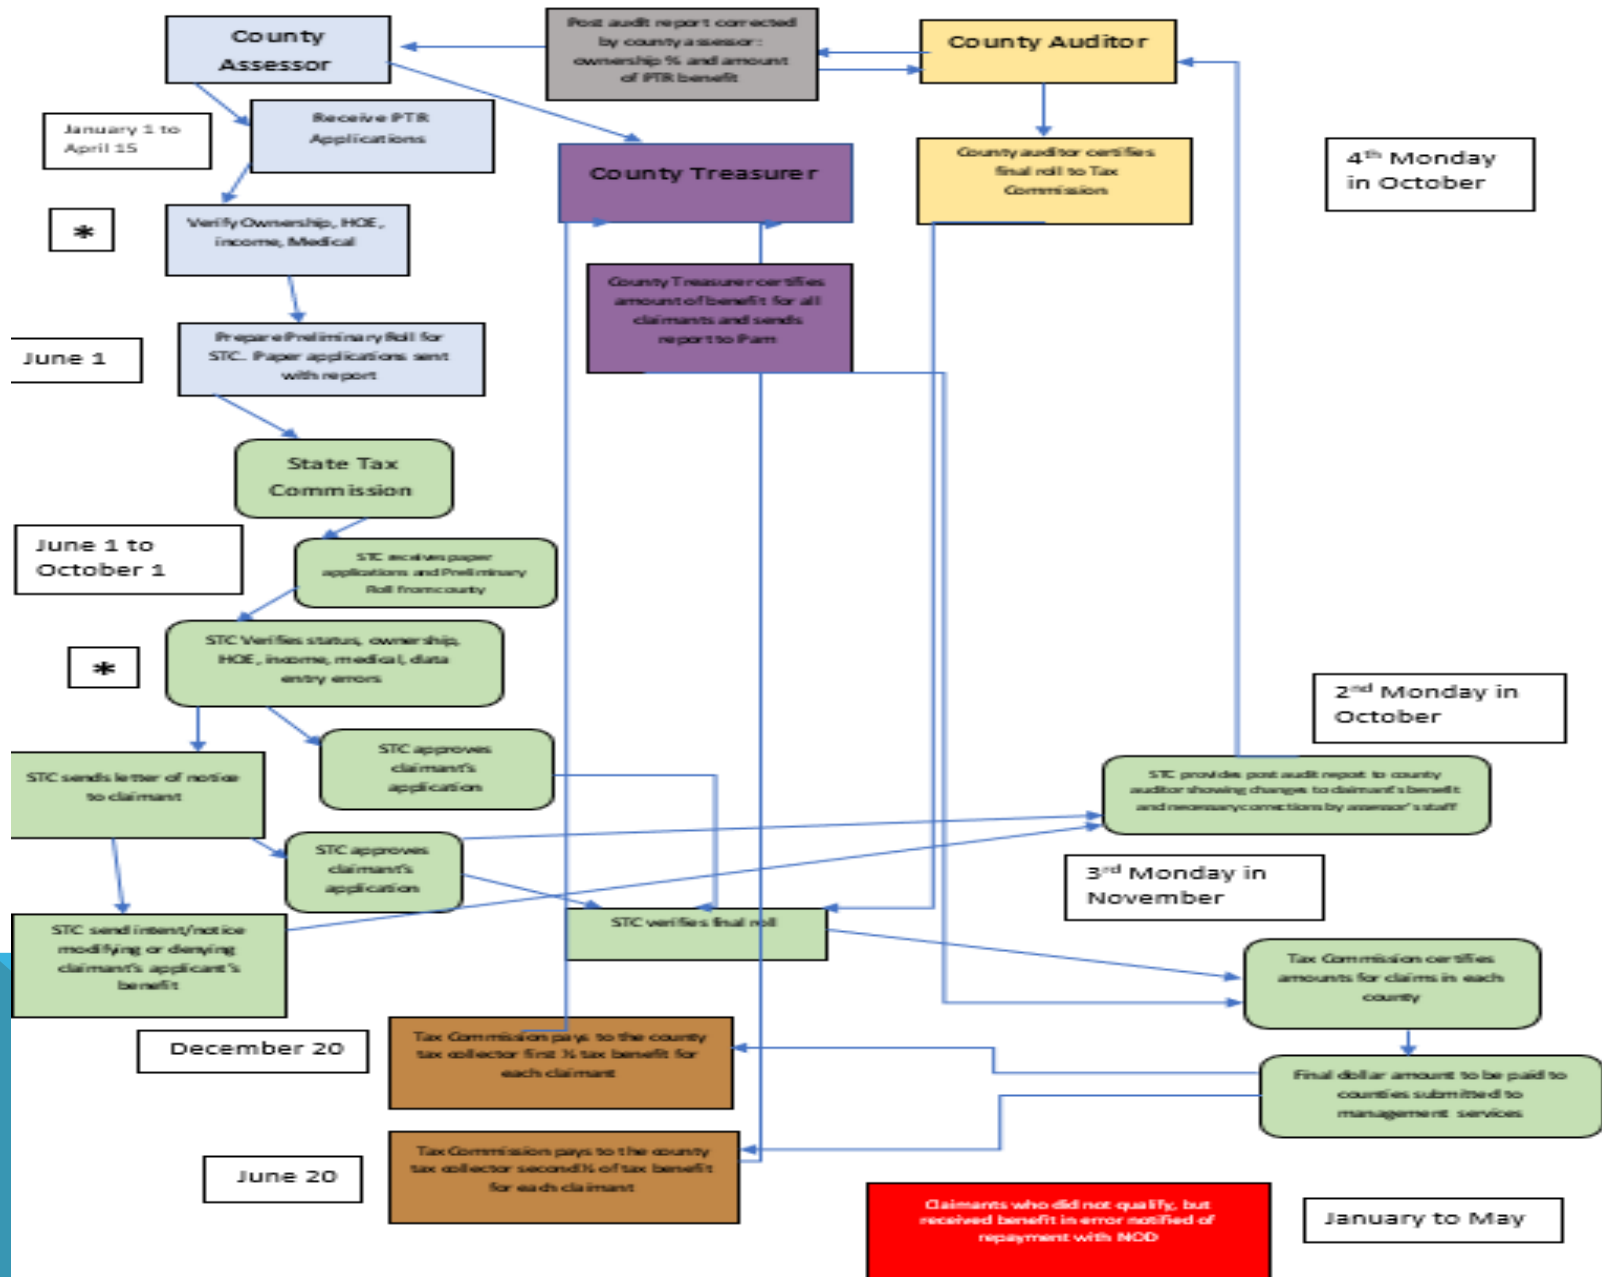 County
Assessor
Post audit report corrected
by county assessor:
ownership % and amount
of PTR benefit
County Auditor
January 1 to
April 15
Receive PTR
Applications
County Treasurer
County auditor certifies
final roll to Tax
Commission
4th Monday
in October
*
Verify Ownership, HOE,
income, Medical
County Treasurer certifies
amount of benefit for all
claimants and sends
report to Pam
June 1
Prepare Preliminary Roll for
STC. Paper applications sent
with report
State Tax
Commission
June 1 to
October 1
STC receives paper
applications and Preliminary
Roll from county
*
STC Verifies status, ownership,
HOE, income, medical, data
entry errors
2nd Monday in
October
STC sends letter of notice
to claimant
STC approves
claimant's
application
STC provides post audit report to county
auditor showing changes to claimant's benefit
and necessary corrections by assessor's staff
STC approves
claimant's
application
3rd Monday in
November
STC send intent/notice
modifying or denying
claimant's applicant's
benefit
STC verifies final roll
Tax Commission certifies
amounts for claims in each
county
December 20
Tax Commission pays to the county
tax collector first ½ tax benefit for
each claimant
Final dollar amount to be paid to
counties submitted to
management services
June 20
Tax Commission pays to the county
tax collector second ½ of tax benefit
for each claimant
Claimants who did not qualify, but
received benefit in error notified of
repayment with NOD
January to May